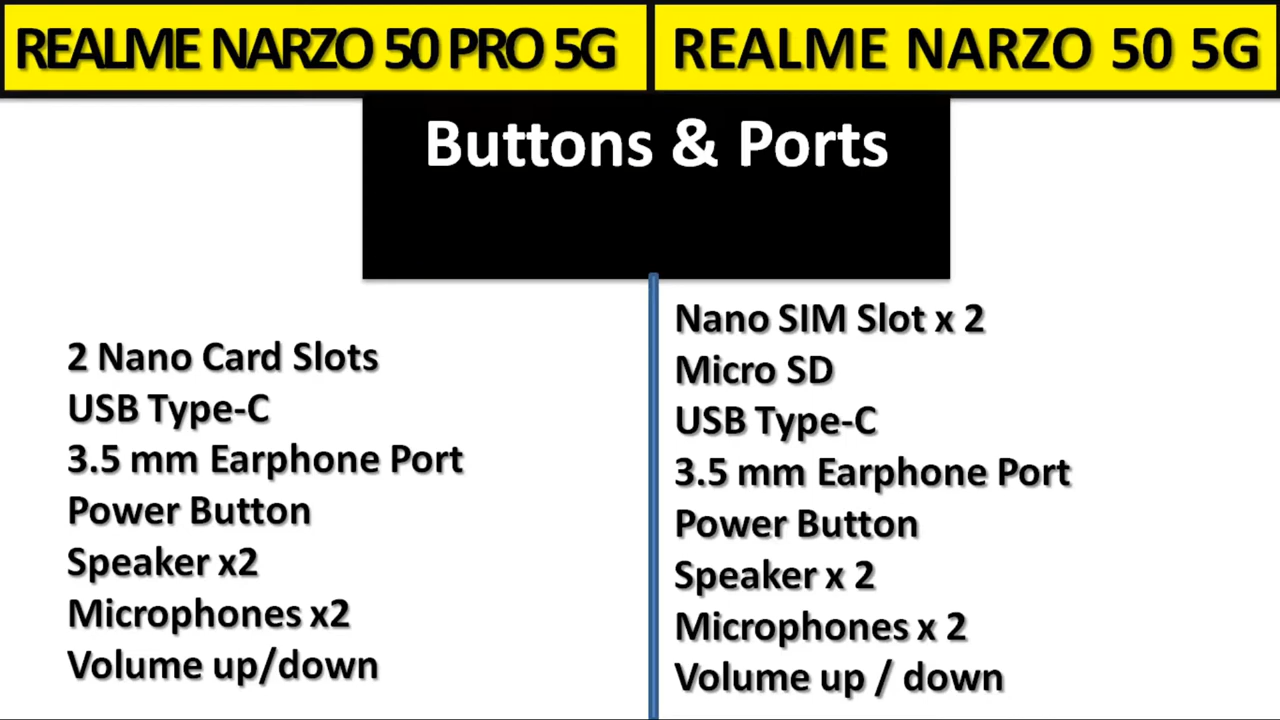 REALME NARZO 50 PRO 5G
REALME NARZO 50 5G
Buttons & Ports
2 Nano Card Slots
USB Type-C
3.5 mm Earphone Port
Power Button
Speaker x2
Microphones x2
Volume up/down
Nano SIM Slot x 2
Micro SD
USB Type-C
3.5 mm Earphone Port
Power Button
Speaker x 2
Microphones x 2
Volume up / down